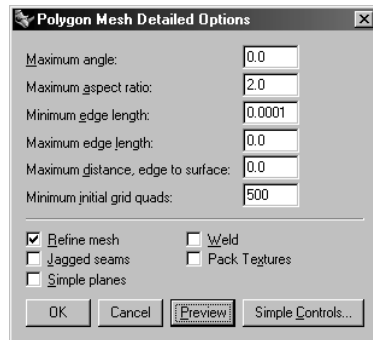 Polygon Mesh Detailed Options
Maximum angle: 0.0
Maximum aspect ratio: 2.0
Minimum edge length: 0.0001
Maximum edge length: 0.0
Maximum distance, edge to surface: 0.0
Minimum initial grid quads: 500
Refine mesh Weld
Jagged seams Pack Textures
Simple planes
OK Cancel Preview Simple Controls...